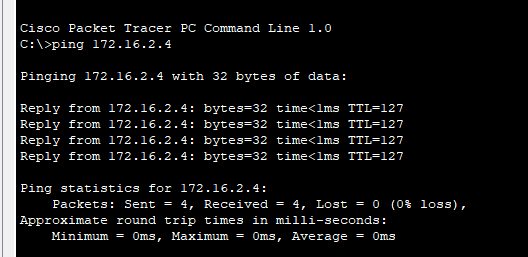 Cisco Packet Tracer PC Command Line 1.0
C:\>ping 172.16.2.4
Pinging 172.16.2.4 with 32 bytes of data:
Reply from 172.16.2.4: bytes=32 time<1ms TTL=127
Reply from 172.16.2.4: bytes=32 time<1ms TTL=127
Reply from 172.16.2.4: bytes=32 time<1ms TTL=127
Reply from 172.16.2.4: bytes=32 time<1ms TTL=127
Ping statistics for 172.16.2.4:
    Packets: Sent = 4, Received = 4, Lost = 0 (0% loss),
Approximate round trip times in milli-seconds:
    Minimum = 0ms, Maximum = 0ms, Average = 0ms